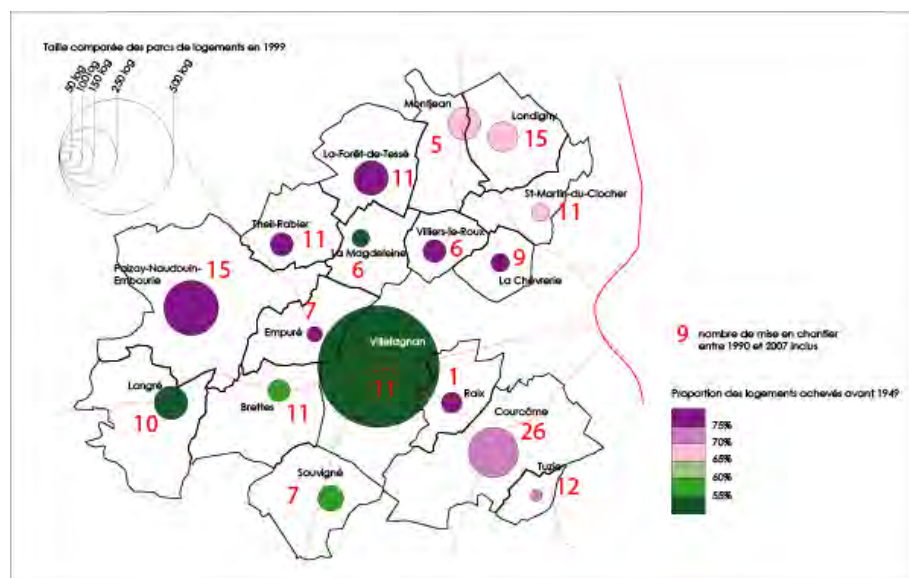 Taille comparée des parcs de logements en 1999
50 log
100 log
150 log
250 log
500 log
Montjean
5
Londigny
15
La-Forêt-de-Tessé
11
St-Martin-du-Clocher
11
Theil-Rabier
11
La Magdeleine
6
Villiers-le-Roux
6
9
La Chévrerie
Paizay-Naudouin-
Embourie
15
7
Empuré
Villefagnan
11
1
Raix
Langré
10
Brettes
11
Courcôme
26
Souvigné
7
Tuzie
12
9 nombre de mise en chantier
entre 1990 et 2007 inclus
Proportion des logements achevés avant 1949
75%
70%
65%
60%
55%